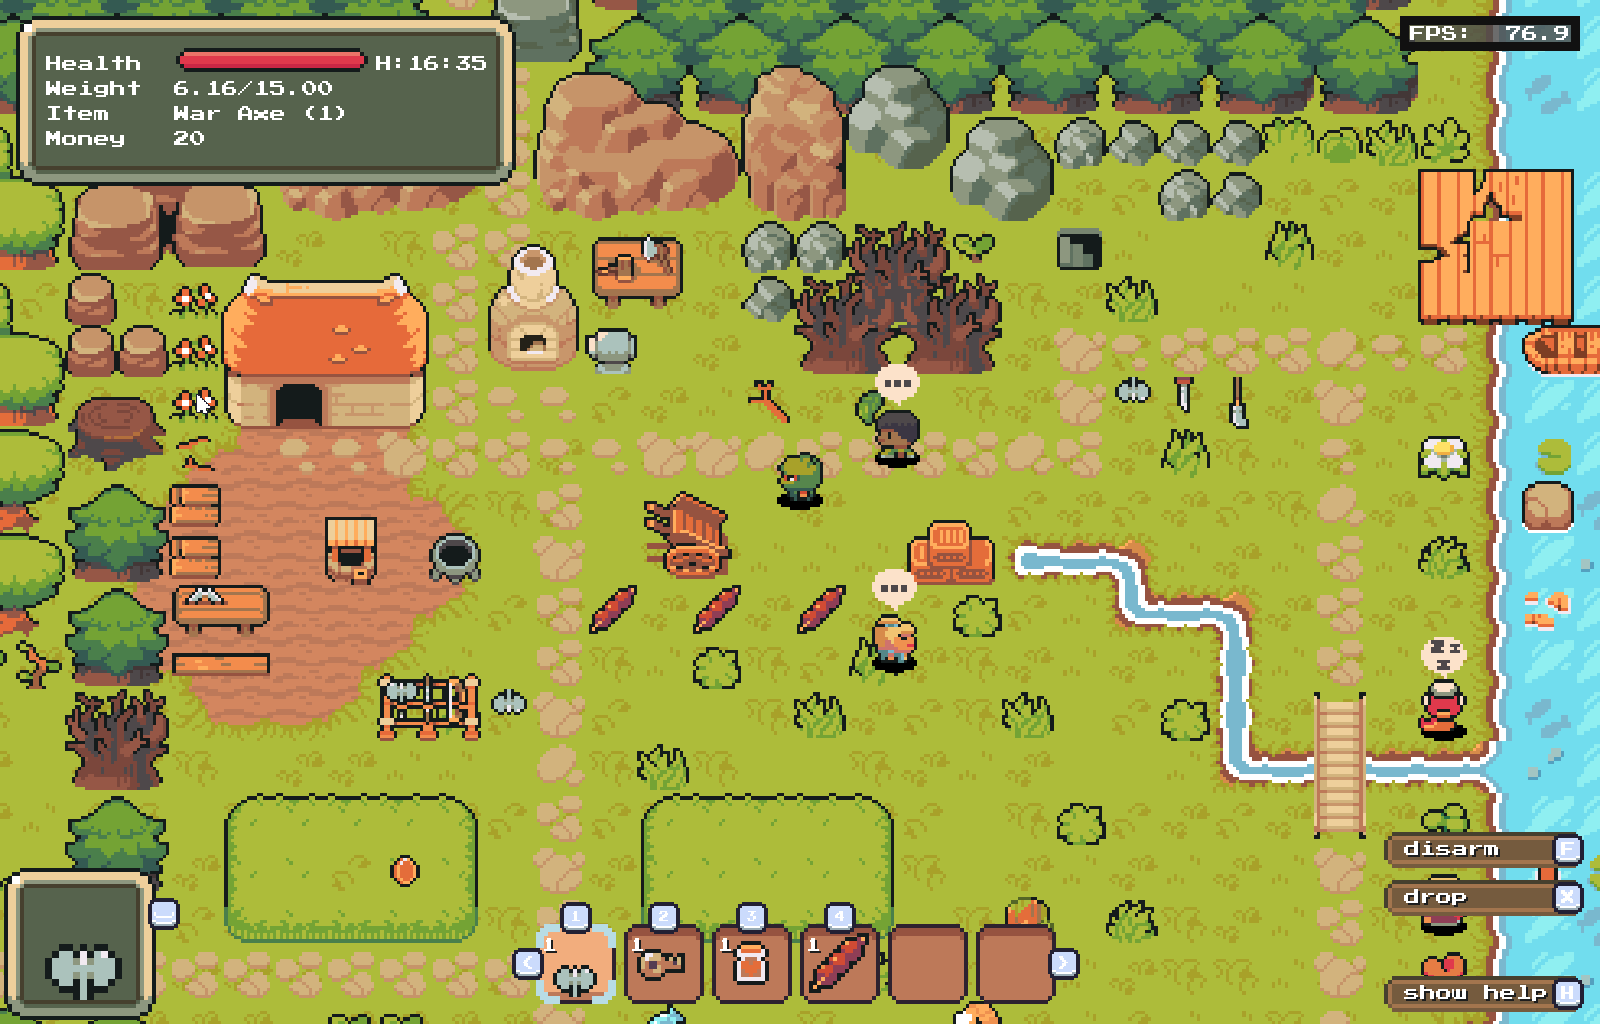 Health H:16:35
Weight 6.16/15.00
Item War Axe (1)
Money 20
FPS: 76.9
...
...
z z z
disarm F
drop X
show help H
1 2 3 4
< 1 1 1 1 >